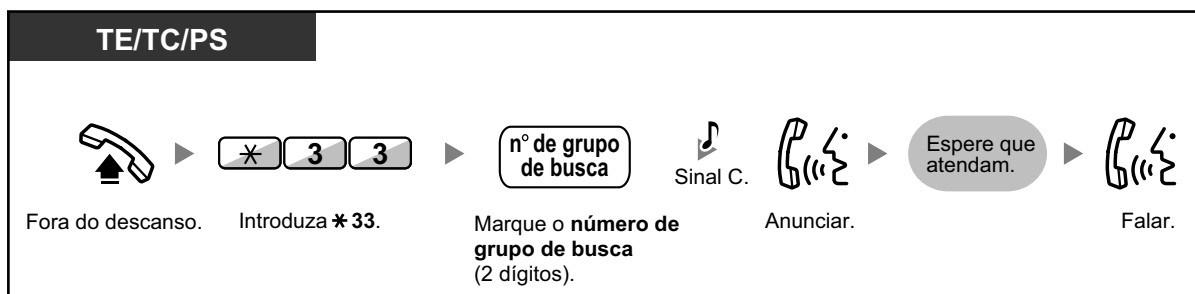 TE/TC/PS
Fora do descanso.
* 3 3
Introduza * 33.
n° de grupo
de busca
Marque o número de
grupo de busca
(2 dígitos).
Sinal C.
Anunciar.
Espere que
atendam.
Falar.